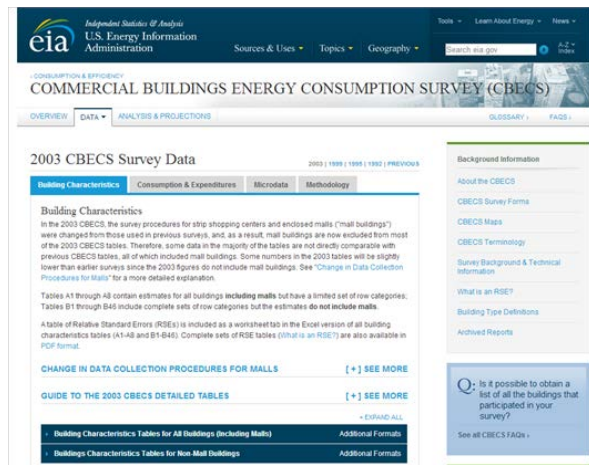 Independent Statistics & Analysis
U.S. Energy Information
Administration
eia
Sources & Uses
Topics
Geography
Tools
Learn About Energy
News
Search eia.gov
A-Z
Index
‹ CONSUMPTION & EFFICIENCY
COMMERCIAL BUILDINGS ENERGY CONSUMPTION SURVEY (CBECS)
OVERVIEW DATA ANALYSIS & PROJECTIONS GLOSSARY › FAQS ›
2003 CBECS Survey Data
2003 | 1999 | 1995 | 1992 | PREVIOUS
Building Characteristics Consumption & Expenditures Microdata Methodology
Building Characteristics
In the 2003 CBECS, the survey procedures for strip shopping centers and enclosed malls ("mall buildings")
were changed from those used in previous surveys, and, as a result, mall buildings are now excluded from most
of the 2003 CBECS tables. Therefore, some data in the majority of the tables are not directly comparable with
previous CBECS tables, all of which included mall buildings. Some numbers in the 2003 tables will be slightly
lower than earlier surveys since the 2003 figures do not include mall buildings. See "Change in Data Collection
Procedures for Malls" for a more detailed explanation.
Tables A1 through A8 contain estimates for all buildings including malls but have a limited set of row categories;
Tables B1 through B46 include complete sets of row categories but the estimates do not include malls.
A table of Relative Standard Errors (RSEs) is included as a worksheet tab in the Excel version of all building
characteristics tables (A1-A8 and B1-B46). Complete sets of RSE tables (What is an RSE?) are also available in
PDF format.
CHANGE IN DATA COLLECTION PROCEDURES FOR MALLS [ + ] SEE MORE
GUIDE TO THE 2003 CBECS DETAILED TABLES [ + ] SEE MORE
+ EXPAND ALL
Building Characteristics Tables for All Buildings (Including Malls) Additional Formats
Buildings Characteristics Tables for Non-Mall Buildings Additional Formats
Background Information
About the CBECS
CBECS Survey Forms
CBECS Maps
CBECS Terminology
Survey Background & Technical
Information
What is an RSE?
Building Type Definitions
Archived Reports
Q: Is it possible to obtain a
list of all the buildings that
participated in your
survey?
See all CBECS FAQs ›